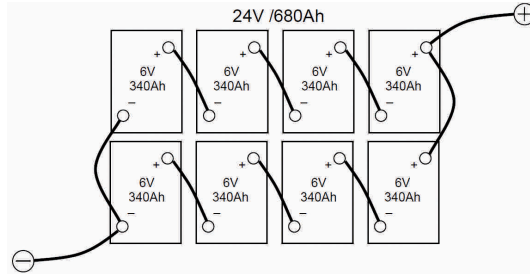 24V /680Ah
+
+ + + +
6V 6V 6V 6V
340Ah 340Ah 340Ah 340Ah
− − − −
+ + + +
6V 6V 6V 6V
340Ah 340Ah 340Ah 340Ah
− − − −
−